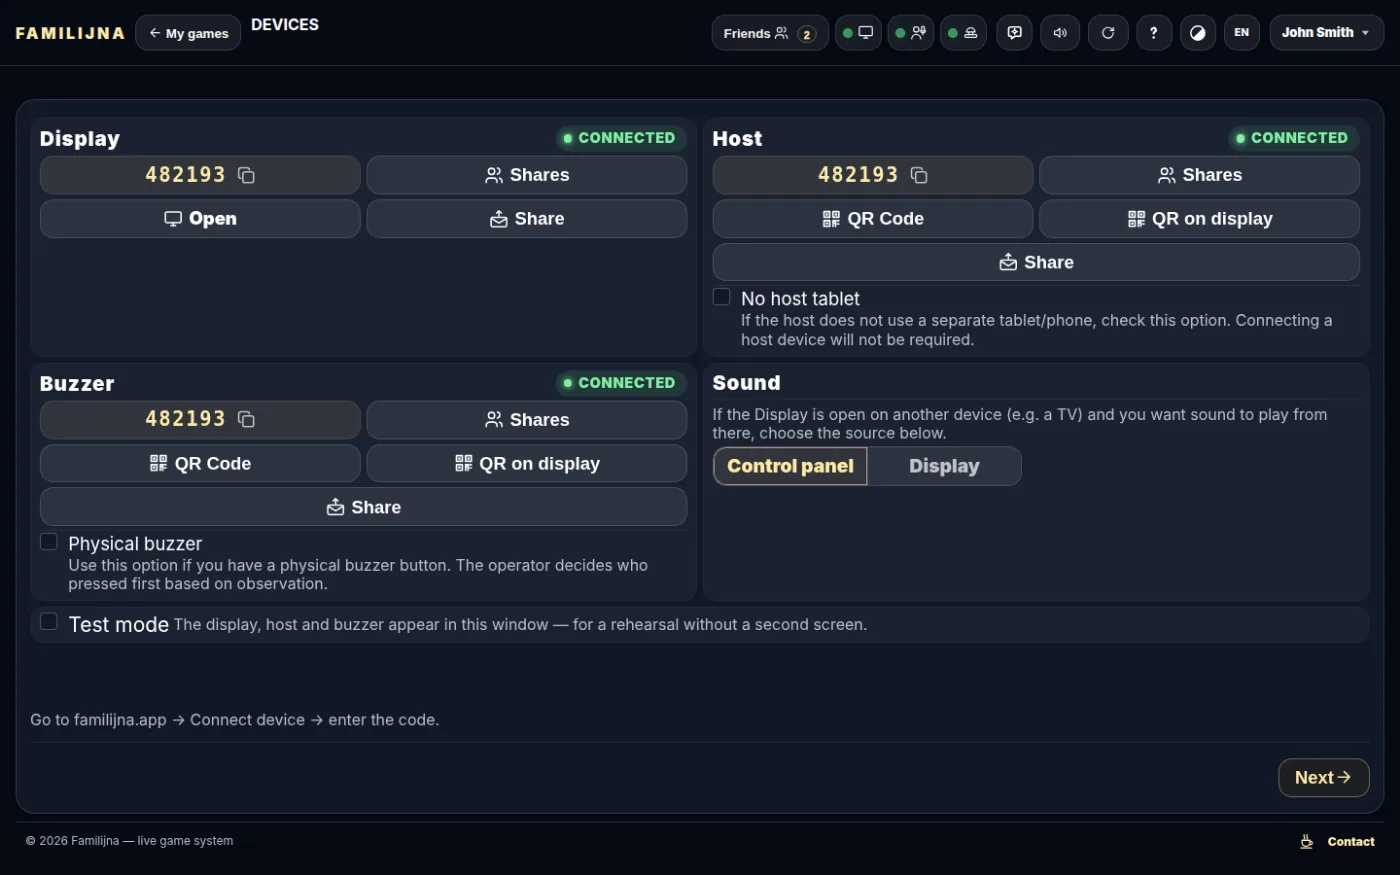 FAMILIJNA
← My games
DEVICES
Friends 2
?
EN
John Smith
Display
CONNECTED
482193
Shares
Open
Share
Host
CONNECTED
482193
Shares
QR Code
QR on display
Share
No host tablet
If the host does not use a separate tablet/phone, check this option. Connecting a
host device will not be required.
Buzzer
CONNECTED
482193
Shares
QR Code
QR on display
Share
Physical buzzer
Use this option if you have a physical buzzer button. The operator decides who
pressed first based on observation.
Sound
If the Display is open on another device (e.g. a TV) and you want sound to play from
there, choose the source below.
Control panel
Display
Test mode The display, host and buzzer appear in this window — for a rehearsal without a second screen.
Go to familijna.app → Connect device → enter the code.
Next →
© 2026 Familijna — live game system
Contact